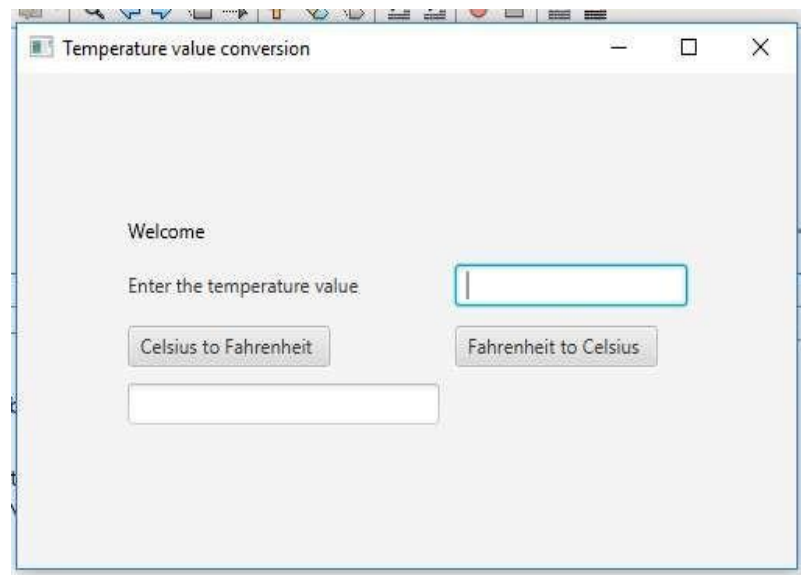 Temperature value conversion
Welcome
Enter the temperature value
Celsius to Fahrenheit
Fahrenheit to Celsius